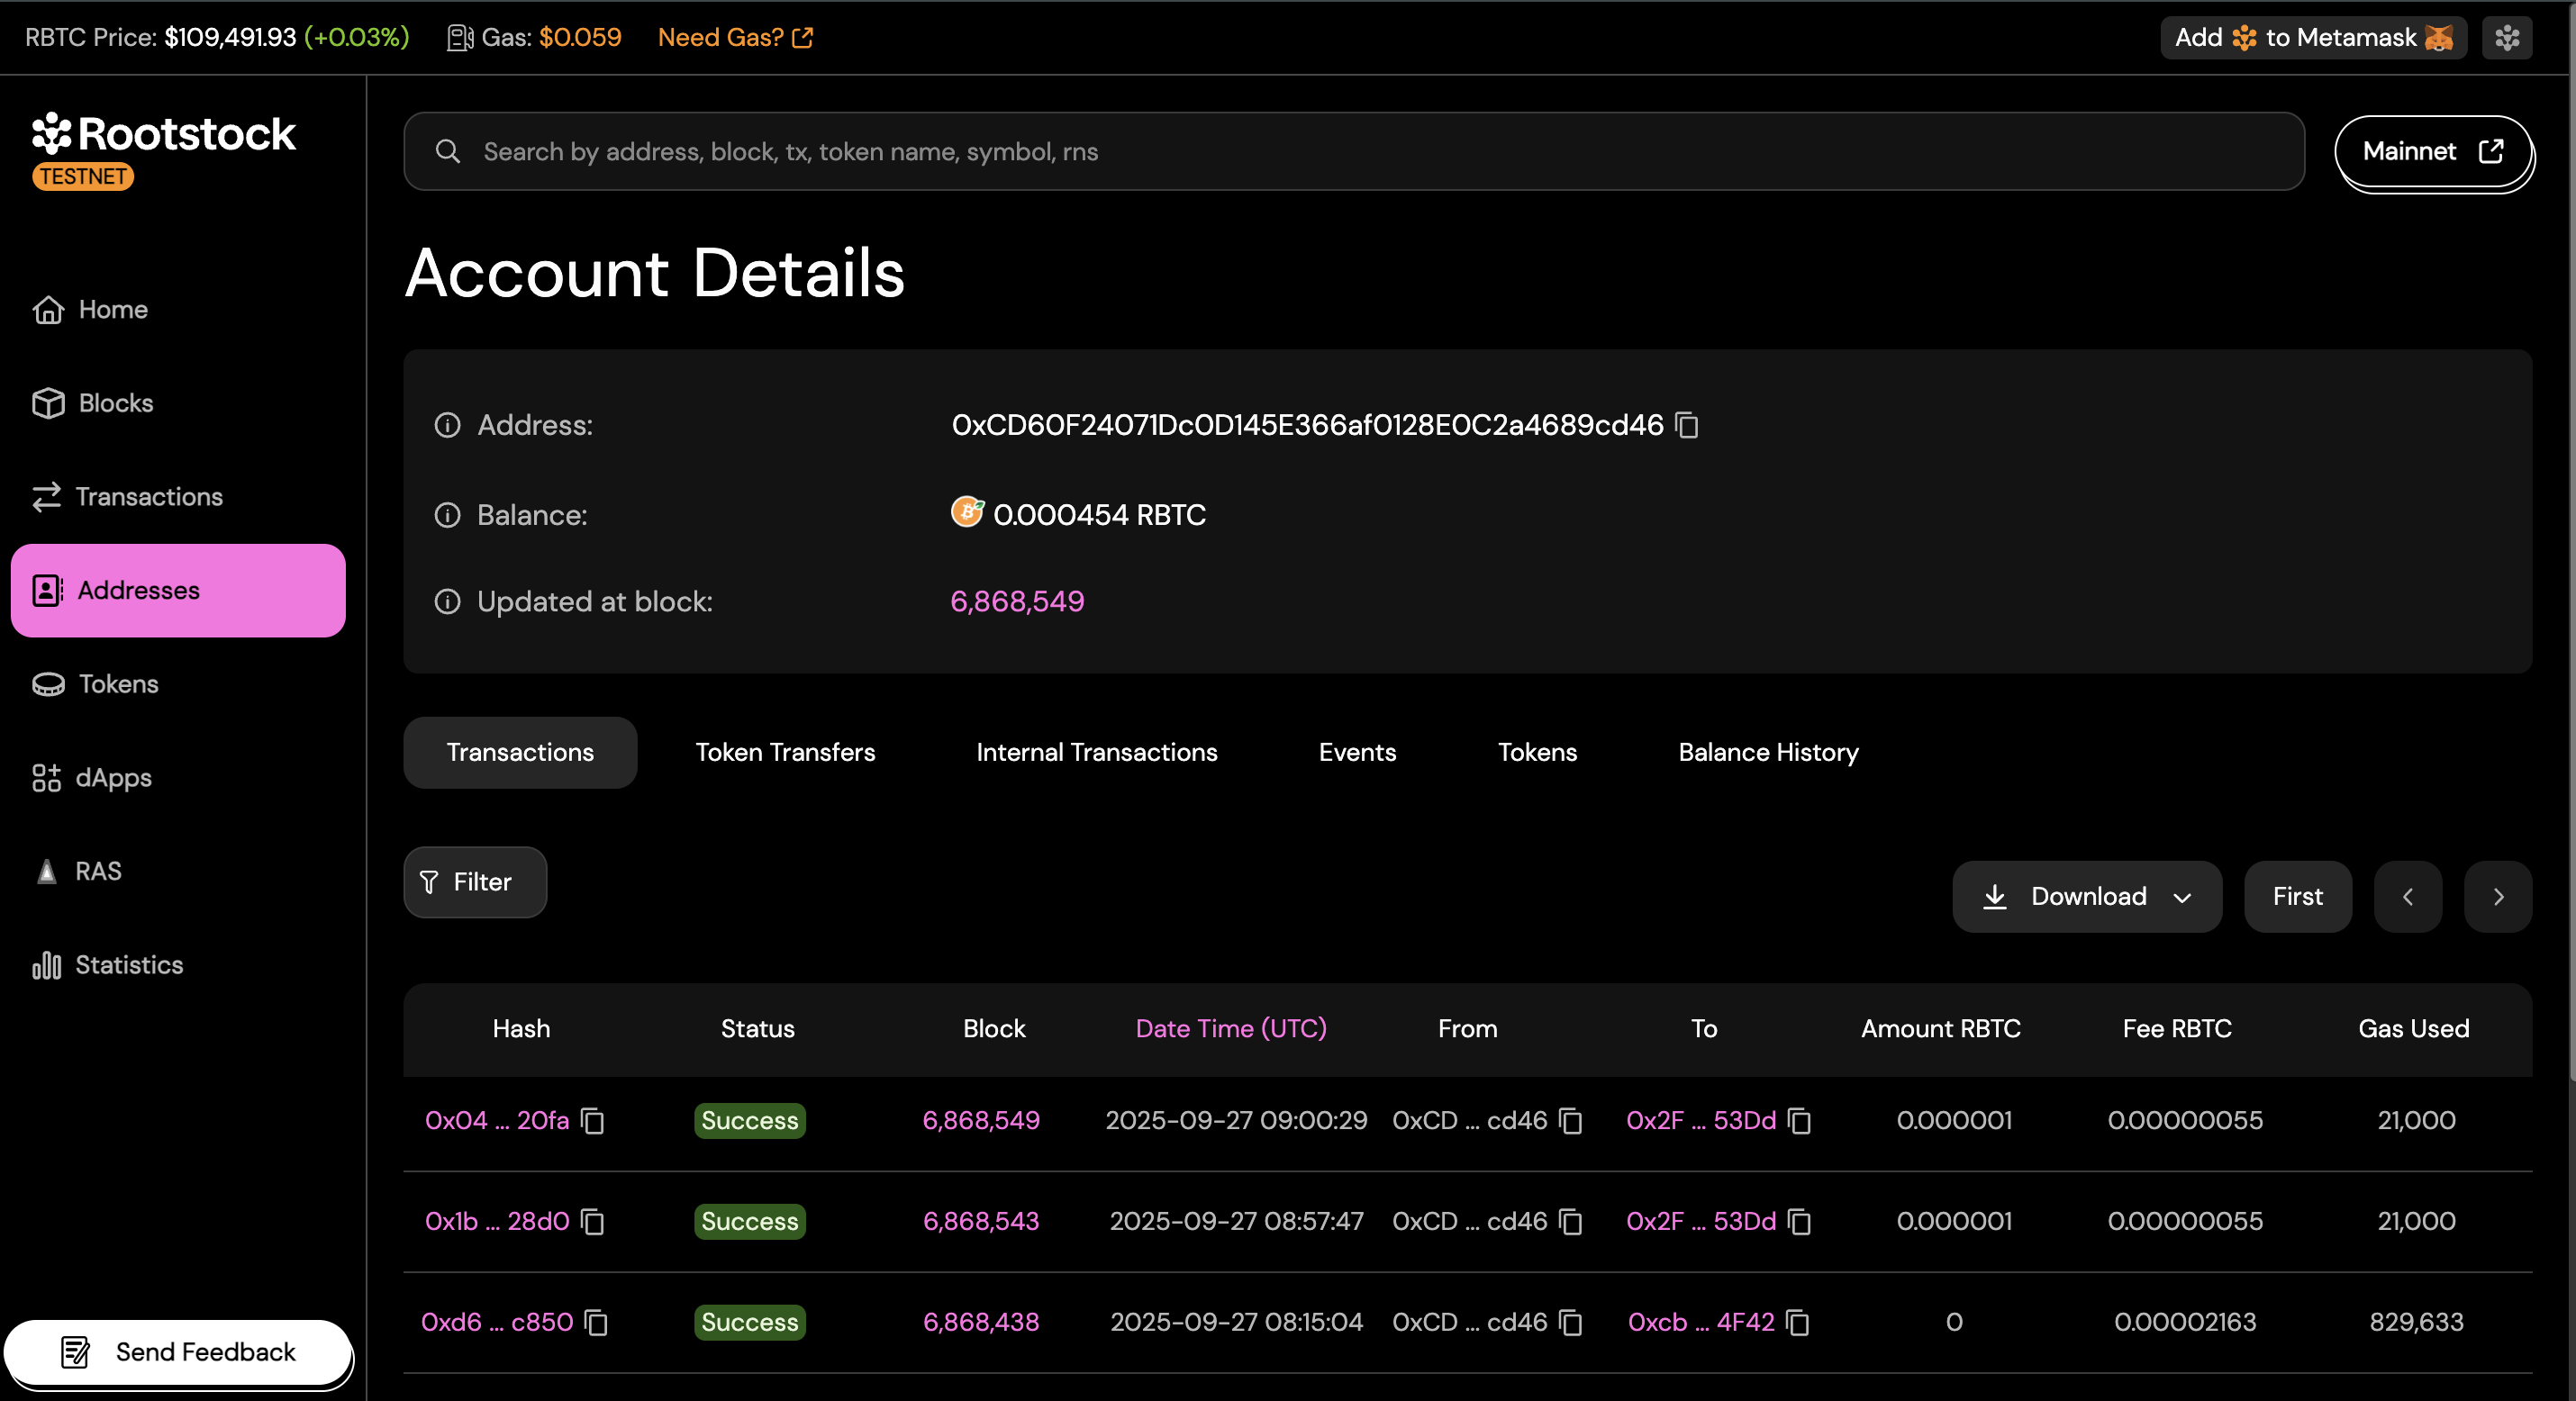 RBTC Price: $109,491.93 (+0.03%) Gas: $0.059 Need Gas? Add to Metamask
Rootstock
TESTNET
Search by address, block, tx, token name, symbol, rns
Mainnet
Home
Blocks
Transactions
Addresses
Tokens
dApps
RAS
Statistics
Send Feedback
Account Details
Address: 0xCD60F24071Dc0D145E366af0128E0C2a4689cd46
Balance: 0.000454 RBTC
Updated at block: 6,868,549
Transactions Token Transfers Internal Transactions Events Tokens Balance History
Filter
Download First
Hash Status Block Date Time (UTC) From To Amount RBTC Fee RBTC Gas Used
0x04 ... 20fa Success 6,868,549 2025-09-27 09:00:29 0xCD ... cd46 0x2F ... 53Dd 0.000001 0.00000055 21,000
0x1b ... 28d0 Success 6,868,543 2025-09-27 08:57:47 0xCD ... cd46 0x2F ... 53Dd 0.000001 0.00000055 21,000
0xd6 ... c850 Success 6,868,438 2025-09-27 08:15:04 0xCD ... cd46 0xcb ... 4F42 0 0.00002163 829,633